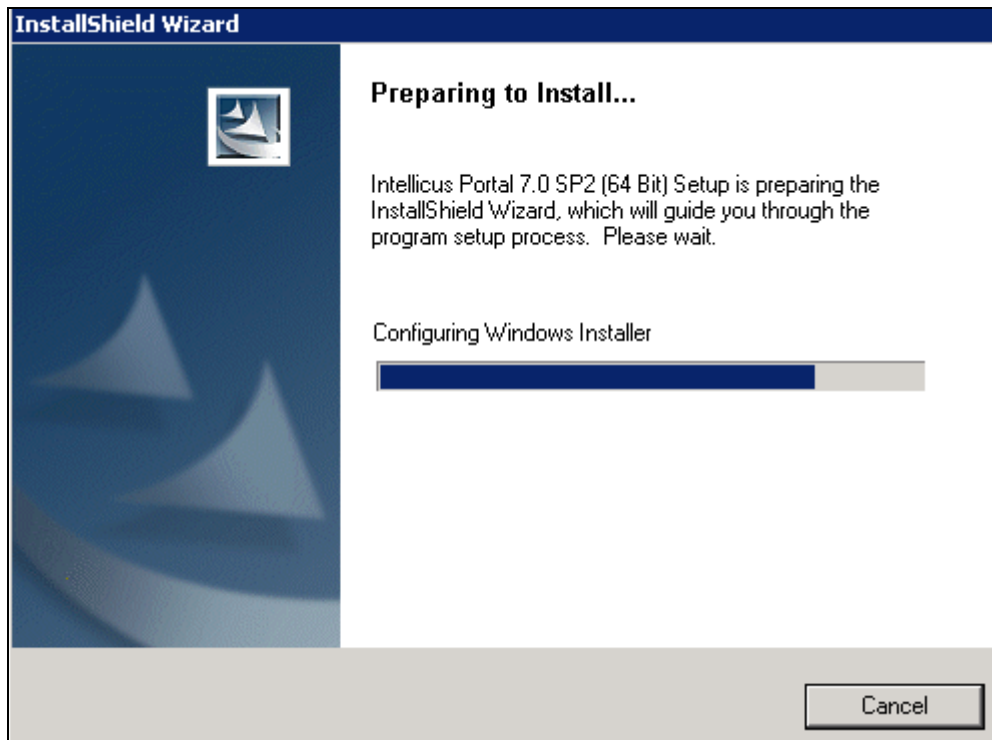 InstallShield Wizard
Preparing to Install...
Intellicus Portal 7.0 SP2 (64 Bit) Setup is preparing the
InstallShield Wizard, which will guide you through the
program setup process.  Please wait.
Configuring Windows Installer
Cancel